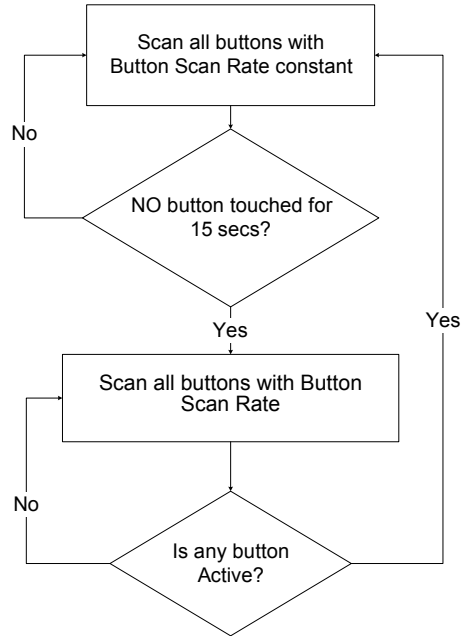 Scan all buttons with
Button Scan Rate constant
No
NO button touched for
15 secs?
Yes
Yes
Scan all buttons with Button
Scan Rate
No
Is any button
Active?